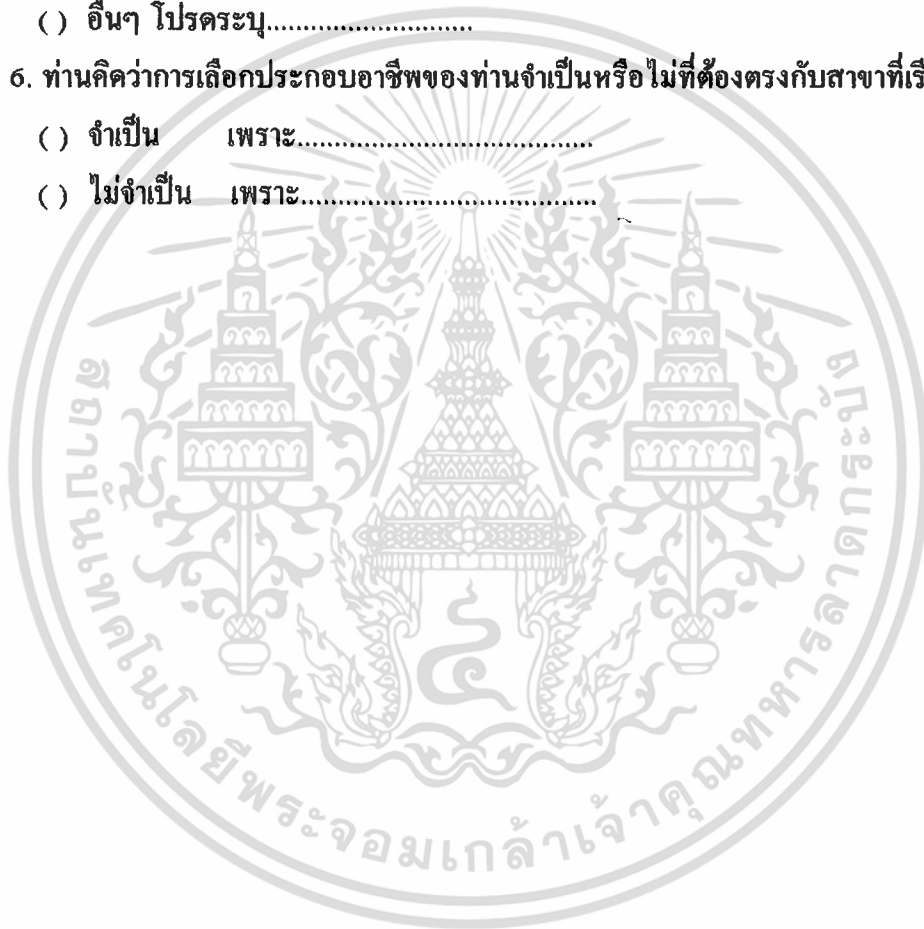 ( ) อื่นๆ โปรดระบุ............................
6. ท่านคิดว่าการเลือกประกอบอาชีพของท่านจำเป็นหรือไม่ที่ต้องตรงกับสาขาที่
( ) จำเป็น เพราะ........................................
( ) ไม่จำเป็น เพราะ........................................
สถาบันเทคโนโลยีพระจอมเกล้าเจ้าคุณทหารลาดกระบัง
๔